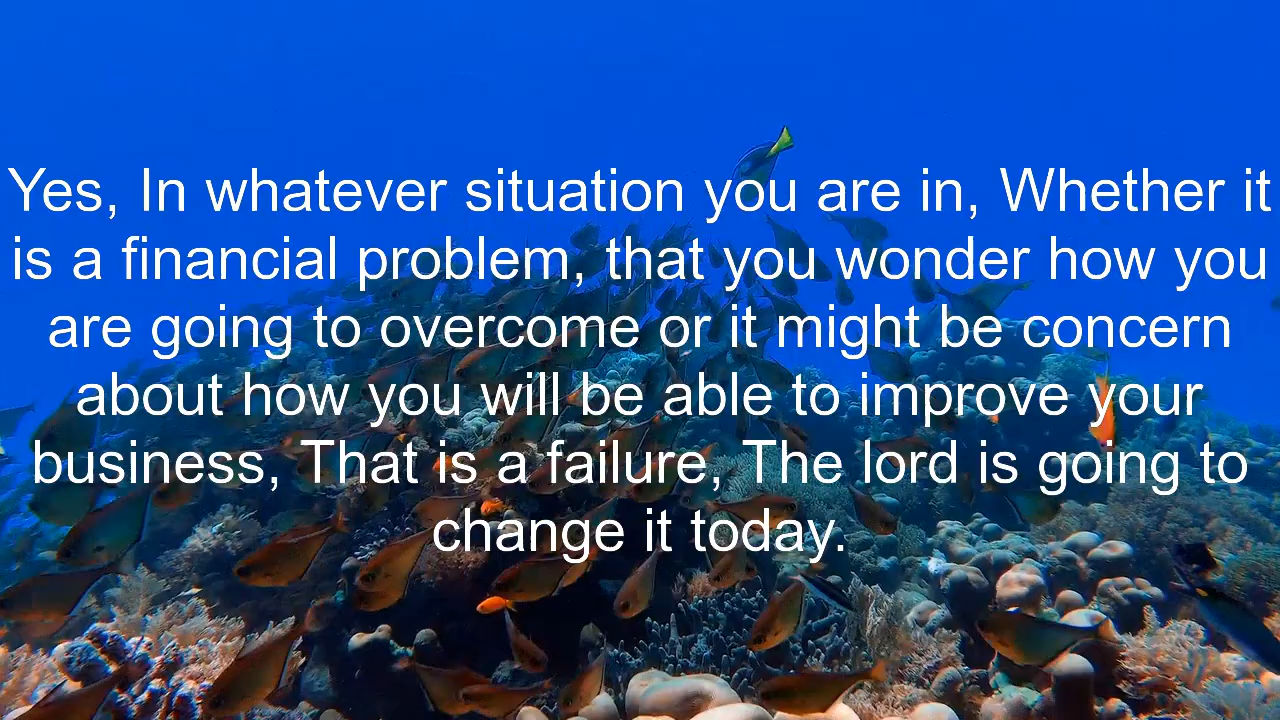 Yes, In whatever situation you are in, Whether it
is a financial problem, that you wonder how you
are going to overcome or it might be concern
about how you will be able to improve your
business, That is a failure, The lord is going to
change it today.